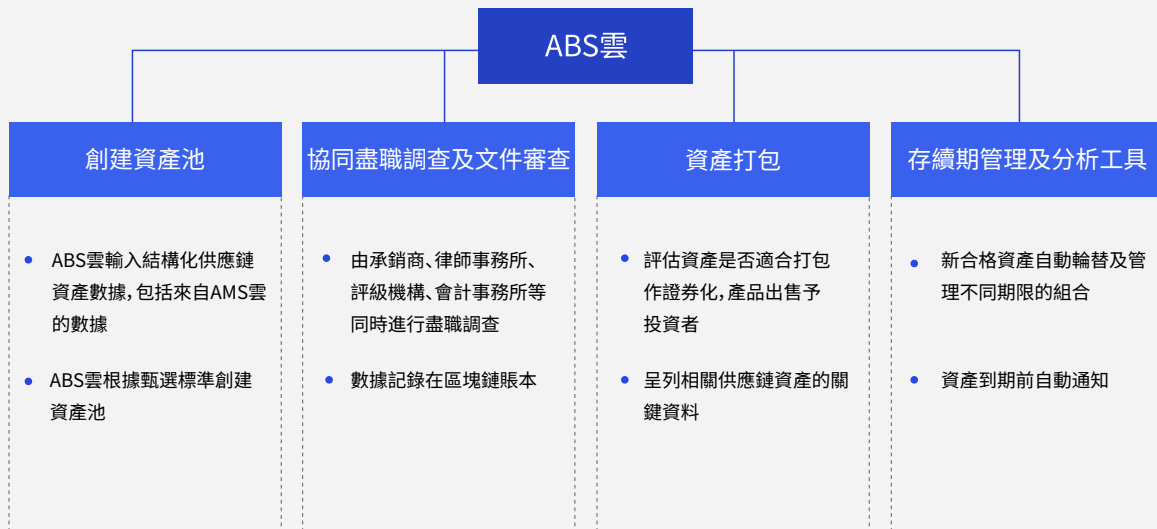 ABS雲
創建資產池
ABS雲輸入結構化供應鏈
資產數據,包括來自AMS雲
的數據
ABS雲根據甄選標準創建
資產池
協同盡職調查及文件審查
由承銷商、律師事務所、
評級機構、會計事務所等
同時進行盡職調查
數據記錄在區塊鏈賬本
資產打包
評估資產是否適合打包
作證券化,產品出售予
投資者
呈列相關供應鏈資產的關
鍵資料
存續期管理及分析工具
新合格資產自動輪替及管
理不同期限的組合
資產到期前自動通知